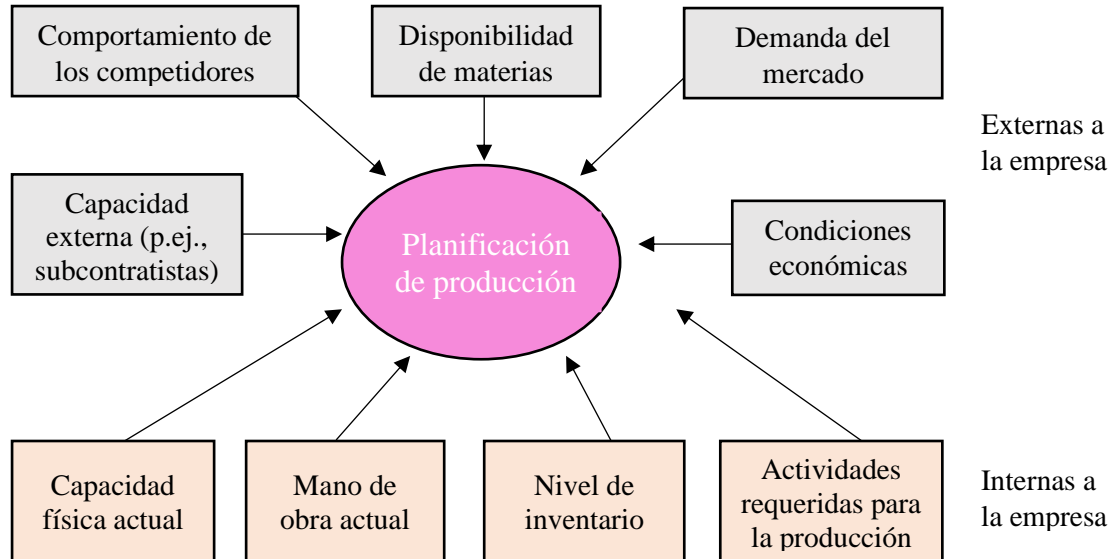 Comportamiento de
los competidores
Disponibilidad
de materias
Demanda del
mercado
Externas a
la empresa
Capacidad
externa (p.ej.,
subcontratistas)
Planificación
de producción
Condiciones
económicas
Capacidad
física actual
Mano de
obra actual
Nivel de
inventario
Actividades
requeridas para
la producción
Internas a
la empresa